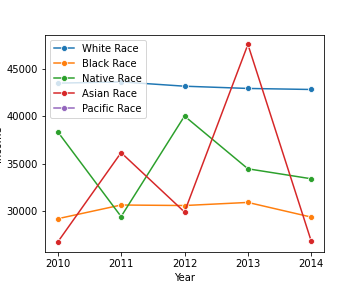 White Race
Black Race
Native Race
Asian Race
Pacific Race
45000
40000
35000
30000
2010
2011
2012
2013
2014
Year